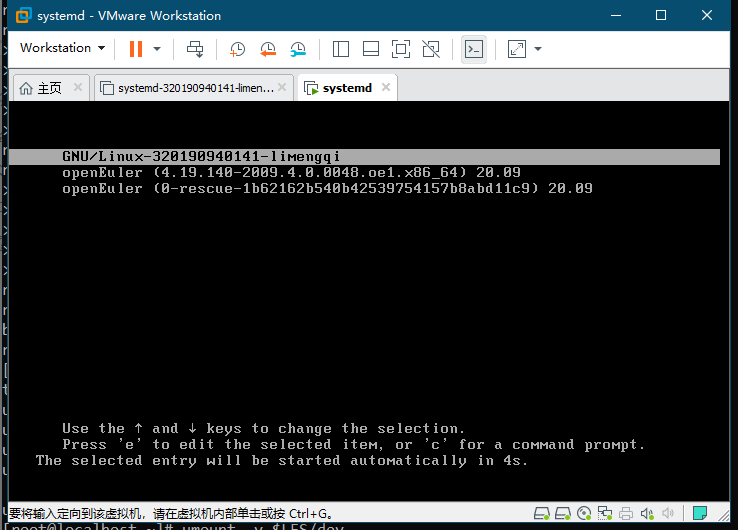 systemd - VMware Workstation
Workstation
主页
systemd-320190940141-limen...
systemd
GNU/Linux-320190940141-limengqi
openEuler (4.19.140-2009.4.0.0048.oe1.x86_64) 20.09
openEuler (0-rescue-1b62162b540b42539754157b8abd11c9) 20.09
Use the ↑ and ↓ keys to change the selection.
Press 'e' to edit the selected item, or 'c' for a command prompt.
The selected entry will be started automatically in 4s.
要将输入定向到该虚拟机，请在虚拟机内部单击或按 Ctrl+G。
[root@localhost ~]# umount -v $LFS/dev